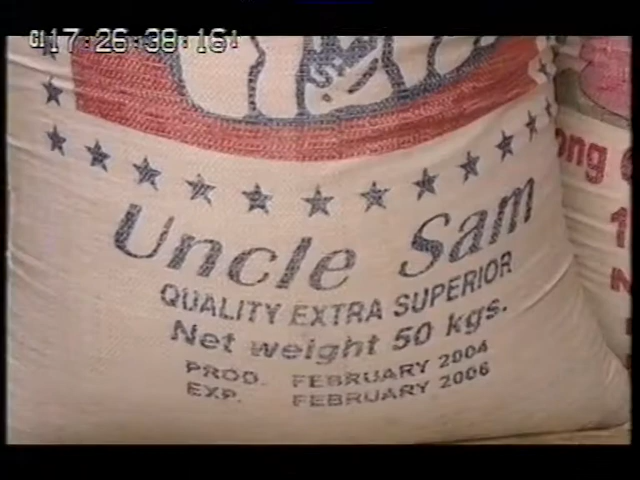 17:26:38:16
Uncle Sam
QUALITY EXTRA SUPERIOR
Net weight 50 kgs.
PROD. FEBRUARY 2004
EXP. FEBRUARY 2006
ong